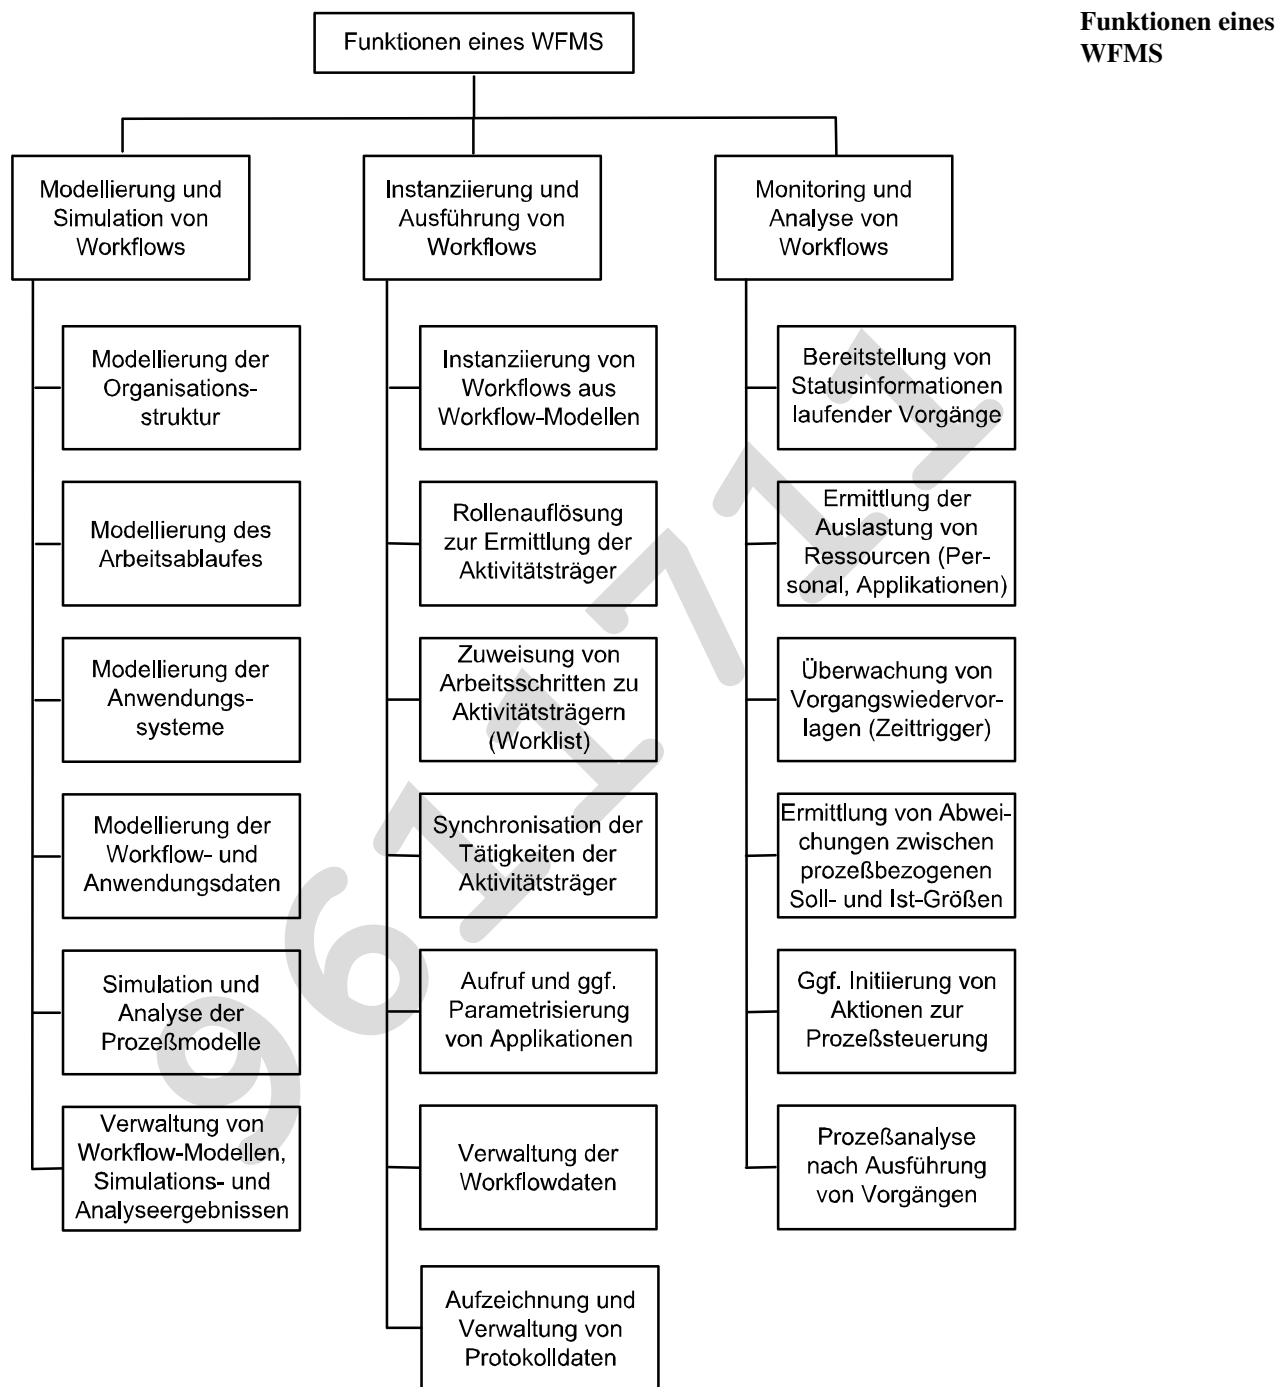 Funktionen eines
WFMS
Funktionen eines WFMS
Modellierung und
Simulation von
Workflows
Modellierung der
Organisations-
struktur
Modellierung des
Arbeitsablaufes
Modellierung der
Anwendungs-
systeme
Modellierung der
Workflow- und
Anwendungsdaten
Simulation und
Analyse der
Prozeßmodelle
Verwaltung von
Workflow-Modellen,
Simulations- und
Analyseergebnissen
Instanziierung und
Ausführung von
Workflows
Instanziierung von
Workflows aus
Workflow-Modellen
Rollenauflösung
zur Ermittlung der
Aktivitätsträger
Zuweisung von
Arbeitsschritten zu
Aktivitätsträgern
(Worklist)
Synchronisation der
Tätigkeiten der
Aktivitätsträger
Aufruf und ggf.
Parametrisierung
von Applikationen
Verwaltung der
Workflowdaten
Aufzeichnung und
Verwaltung von
Protokolldaten
Monitoring und
Analyse von
Workflows
Bereitstellung von
Statusinformationen
laufender Vorgänge
Ermittlung der
Auslastung von
Ressourcen (Per-
sonal, Applikationen)
Überwachung von
Vorgangswiedervor-
lagen (Zeittrigger)
Ermittlung von Abwei-
chungen zwischen
prozeßbezogenen
Soll- und Ist-Größen
Ggf. Initiierung von
Aktionen zur
Prozeßsteuerung
Prozeßanalyse
nach Ausführung
von Vorgängen
9611711